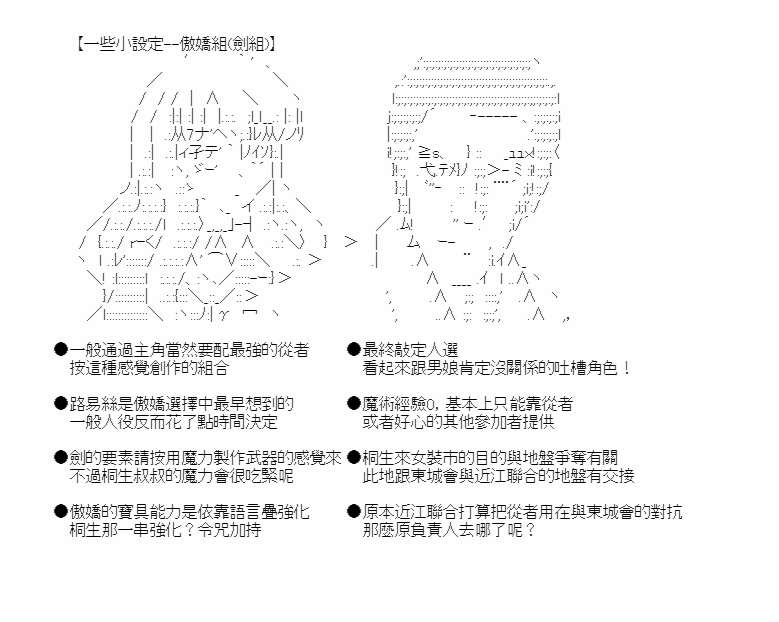 【一些小設定--傲嬌組(劍組)】
●一般通過主角當然要配最強的從者
按這種感覺創作的組合
●路易絲是傲嬌選擇中最早想到的
一般人役反而花了點時間決定
●劍的要素請按用魔力製作武器的感覺來
不過桐生叔叔的魔力會很吃緊呢
●傲嬌的寶具能力是依靠語言疊強化
桐生那一串強化？令咒加持
●最終敲定人選
看起來跟男娘肯定沒關係的吐槽角色！
●魔術經驗0，基本上只能靠從者
或者好心的其他參加者提供
●桐生來女裝市的目的與地盤爭奪有關
此地跟東城會與近江聯合的地盤有交接
●原本近江聯合打算把從者用在與東城會的對抗
那麼原負責人去哪了呢？